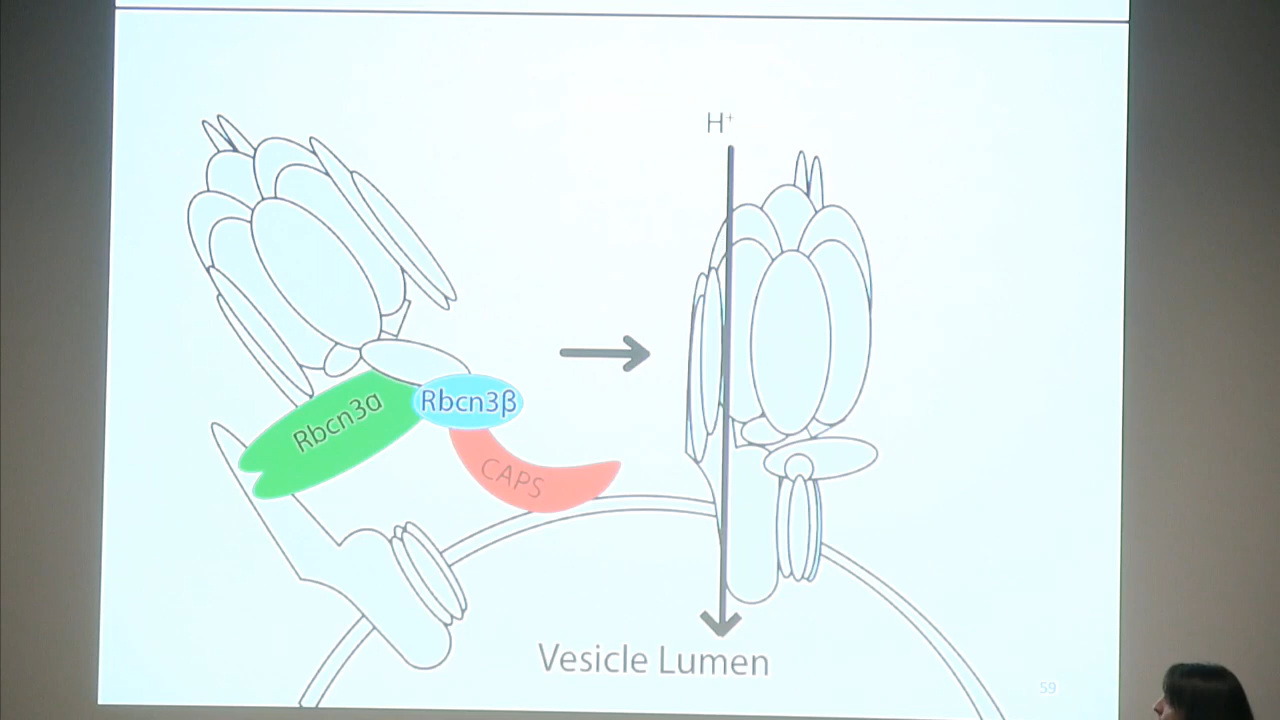 H⁺
Rbcn3α
Rbcn3β
CAPS
Vesicle Lumen
59